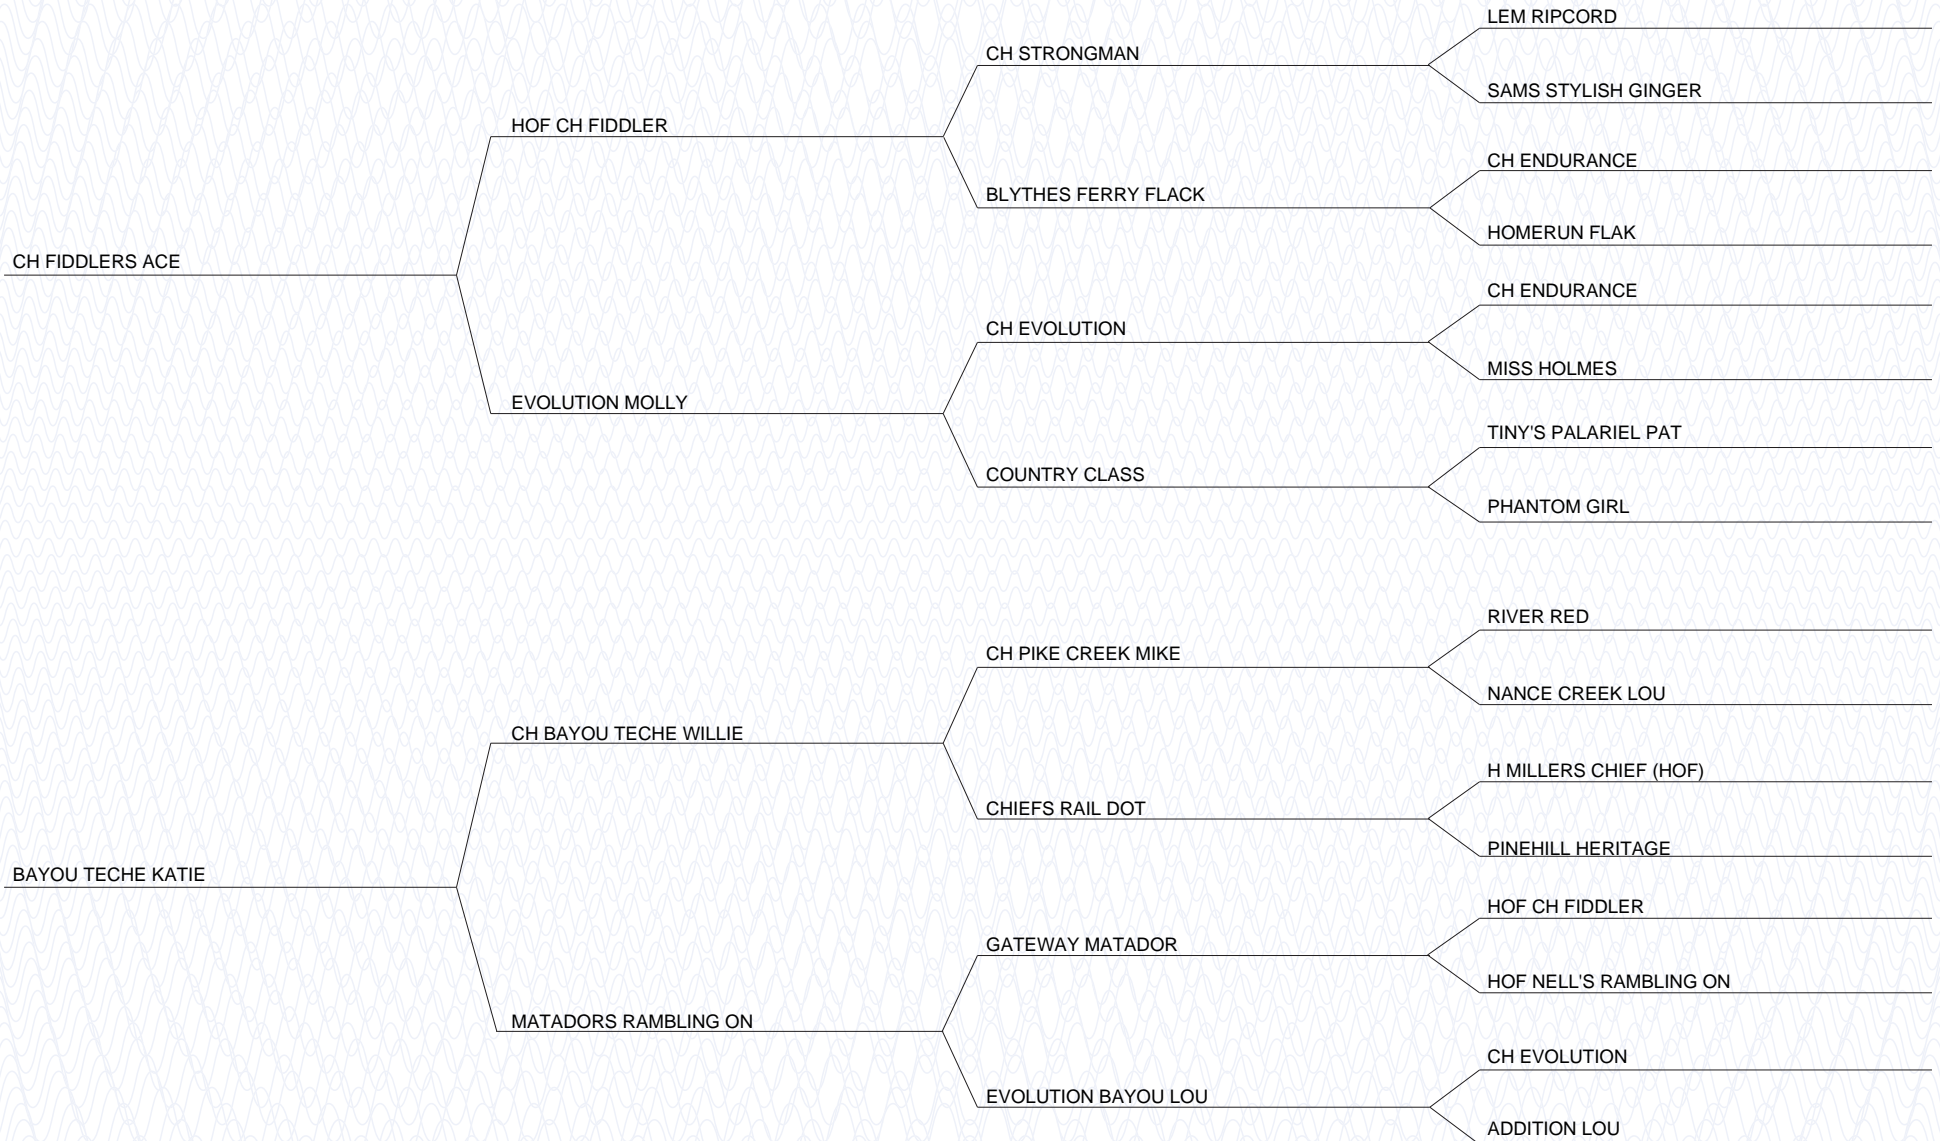 LEM RIPCORD
CH STRONGMAN
SAMS STYLISH GINGER
HOF CH FIDDLER
CH ENDURANCE
BLYTHES FERRY FLACK
HOMERUN FLAK
CH FIDDLERS ACE
CH ENDURANCE
CH EVOLUTION
MISS HOLMES
EVOLUTION MOLLY
TINY'S PALARIEL PAT
COUNTRY CLASS
PHANTOM GIRL
RIVER RED
CH PIKE CREEK MIKE
NANCE CREEK LOU
CH BAYOU TECHE WILLIE
H MILLERS CHIEF (HOF)
CHIEFS RAIL DOT
PINEHILL HERITAGE
BAYOU TECHE KATIE
HOF CH FIDDLER
GATEWAY MATADOR
HOF NELL'S RAMBLING ON
MATADORS RAMBLING ON
CH EVOLUTION
EVOLUTION BAYOU LOU
ADDITION LOU